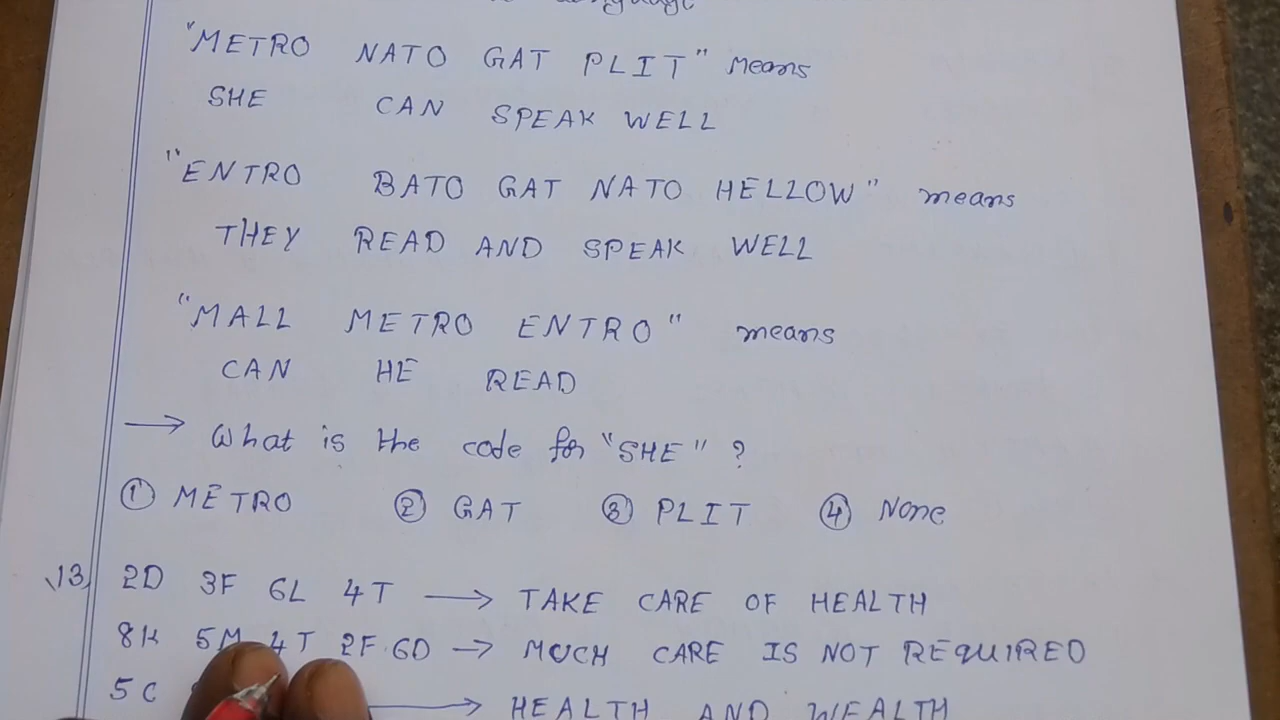 Language
"METRO NATO GAT PLIT" Means
SHE CAN SPEAK WELL
"ENTRO BATO GAT NATO HELLOW" means
THEY READ AND SPEAK WELL
"MALL METRO ENTRO" means
CAN HE READ
→ What is the code for "SHE" ?
① METRO ② GAT ③ PLIT ④ None
13, 2D 3F 6L 4T → TAKE CARE OF HEALTH
8K 5M 4T 2F 6D → MUCH CARE IS NOT REQUIRED
5C → HEALTH AND WEALTH